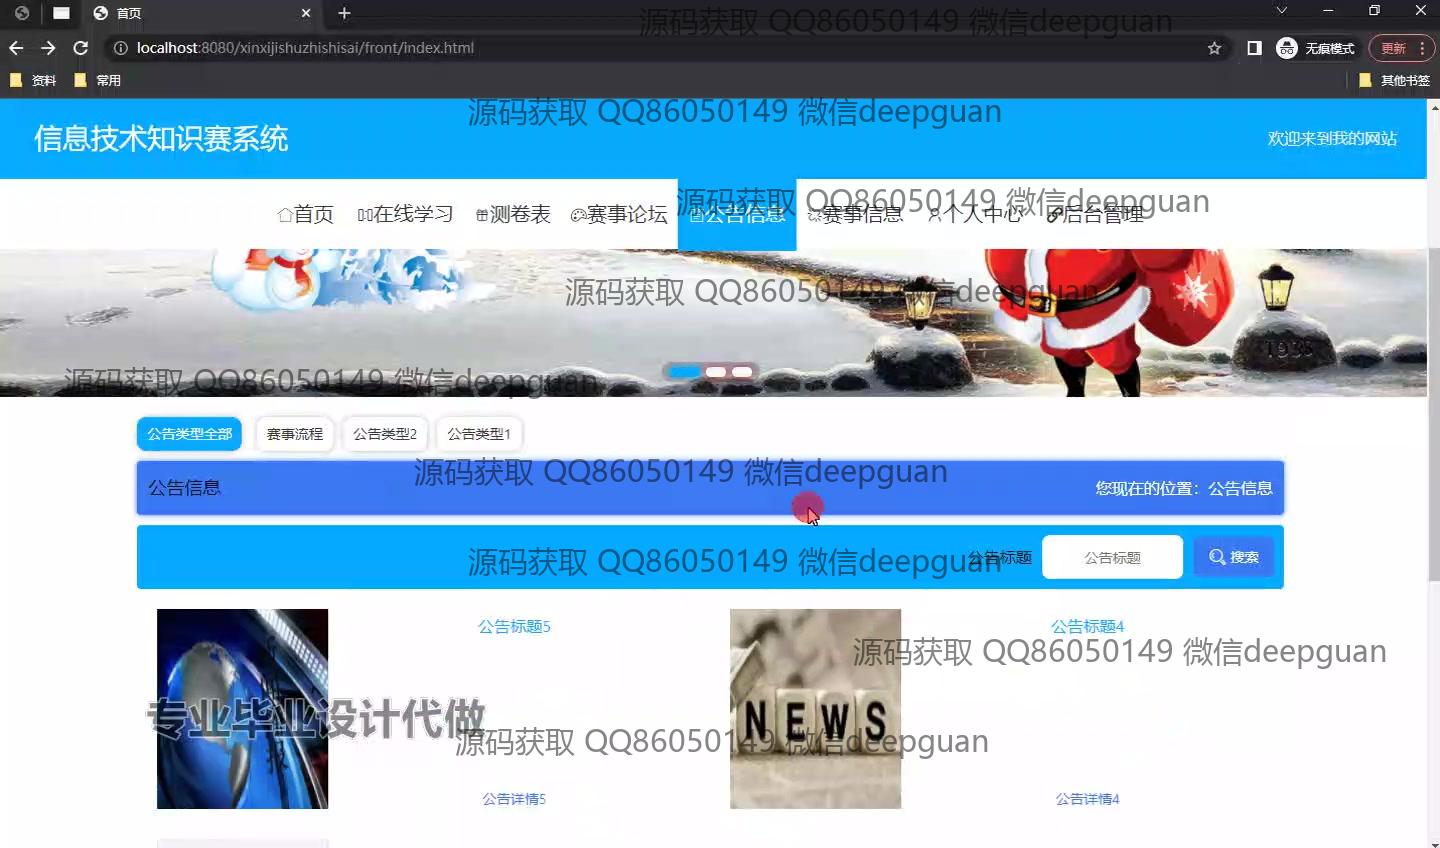 首页
源码获取 QQ86050149 微信deepguan
localhost:8080/xinxijishuzhishisai/front/index.html
无痕模式
更新
资料
常用
其他书签
源码获取 QQ86050149 微信deepguan
信息技术知识赛系统
欢迎来到我的网站
源码获取 QQ86050149 微信deepguan
首页
在线学习
测卷表
赛事论坛
公告信息
赛事信息
个人中心
后台管理
源码获取 QQ86050149 微信deepguan
1935
源码获取 QQ86050149 微信deepguan
公告类型全部
赛事流程
公告类型2
公告类型1
源码获取 QQ86050149 微信deepguan
公告信息
您现在的位置：公告信息
源码获取 QQ86050149 微信deepguan
公告标题
公告标题
搜索
公告标题5
公告标题4
源码获取 QQ86050149 微信deepguan
专业毕业设计代做
NEWS
源码获取 QQ86050149 微信deepguan
公告详情5
公告详情4